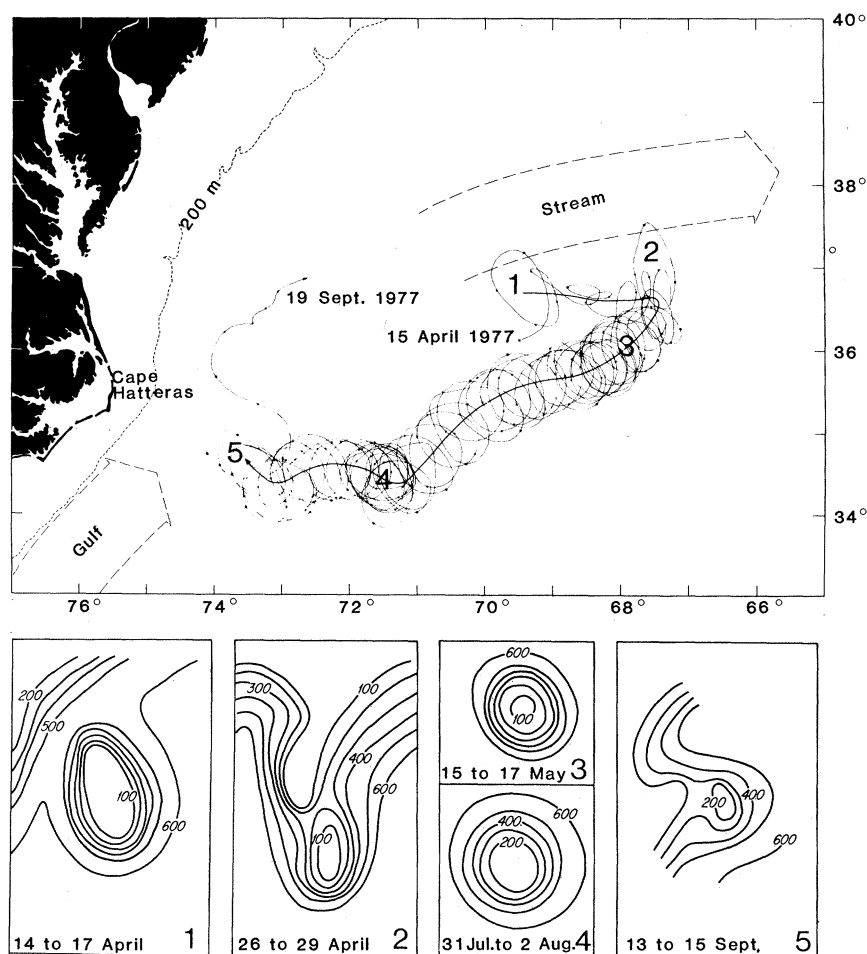 40°
38°
°
36°
34°
200 m
Stream
1
2
19 Sept. 1977
15 April 1977
3
Cape
Hatteras
5
4
Gulf
76°
74°
72°
70°
68°
66°
200
500
100
600
14 to 17 April 1
300
100
400
600
100
26 to 29 April 2
600
100
15 to 17 May 3
600
400
200
31 Jul. to 2 Aug. 4
200
400
600
13 to 15 Sept, 5